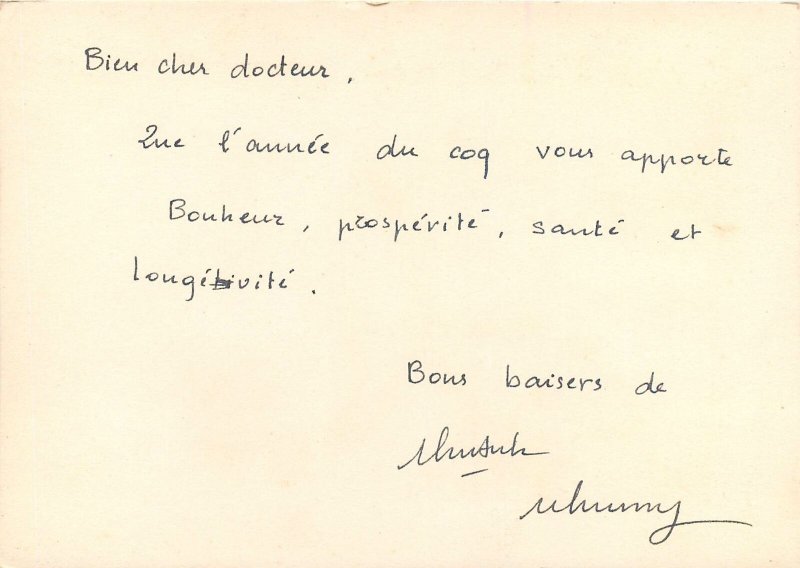 Bien cher docteur,
Que l'année du coq vous apporte
Bonheur, prospérité, santé et
longévité.
Bons baisers de